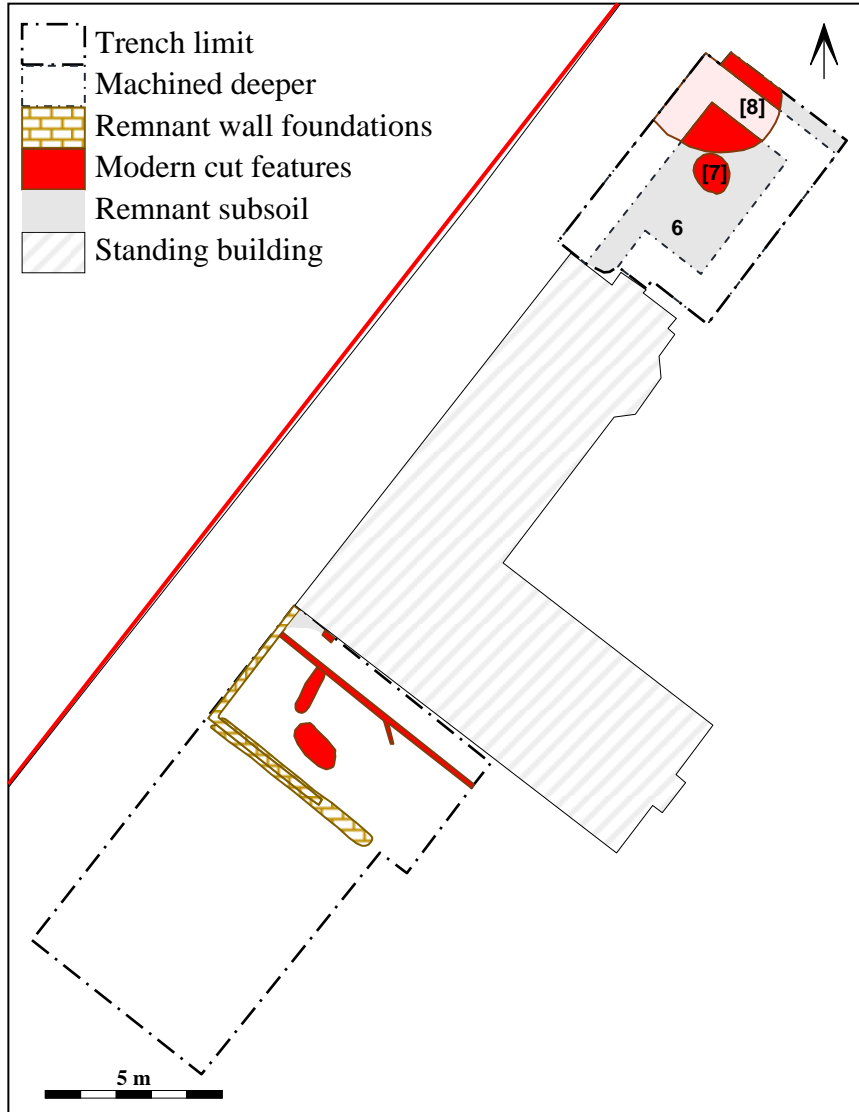 Trench limit
Machined deeper
Remnant wall foundations
Modern cut features
Remnant subsoil
Standing building
[8]
[7]
6
5 m